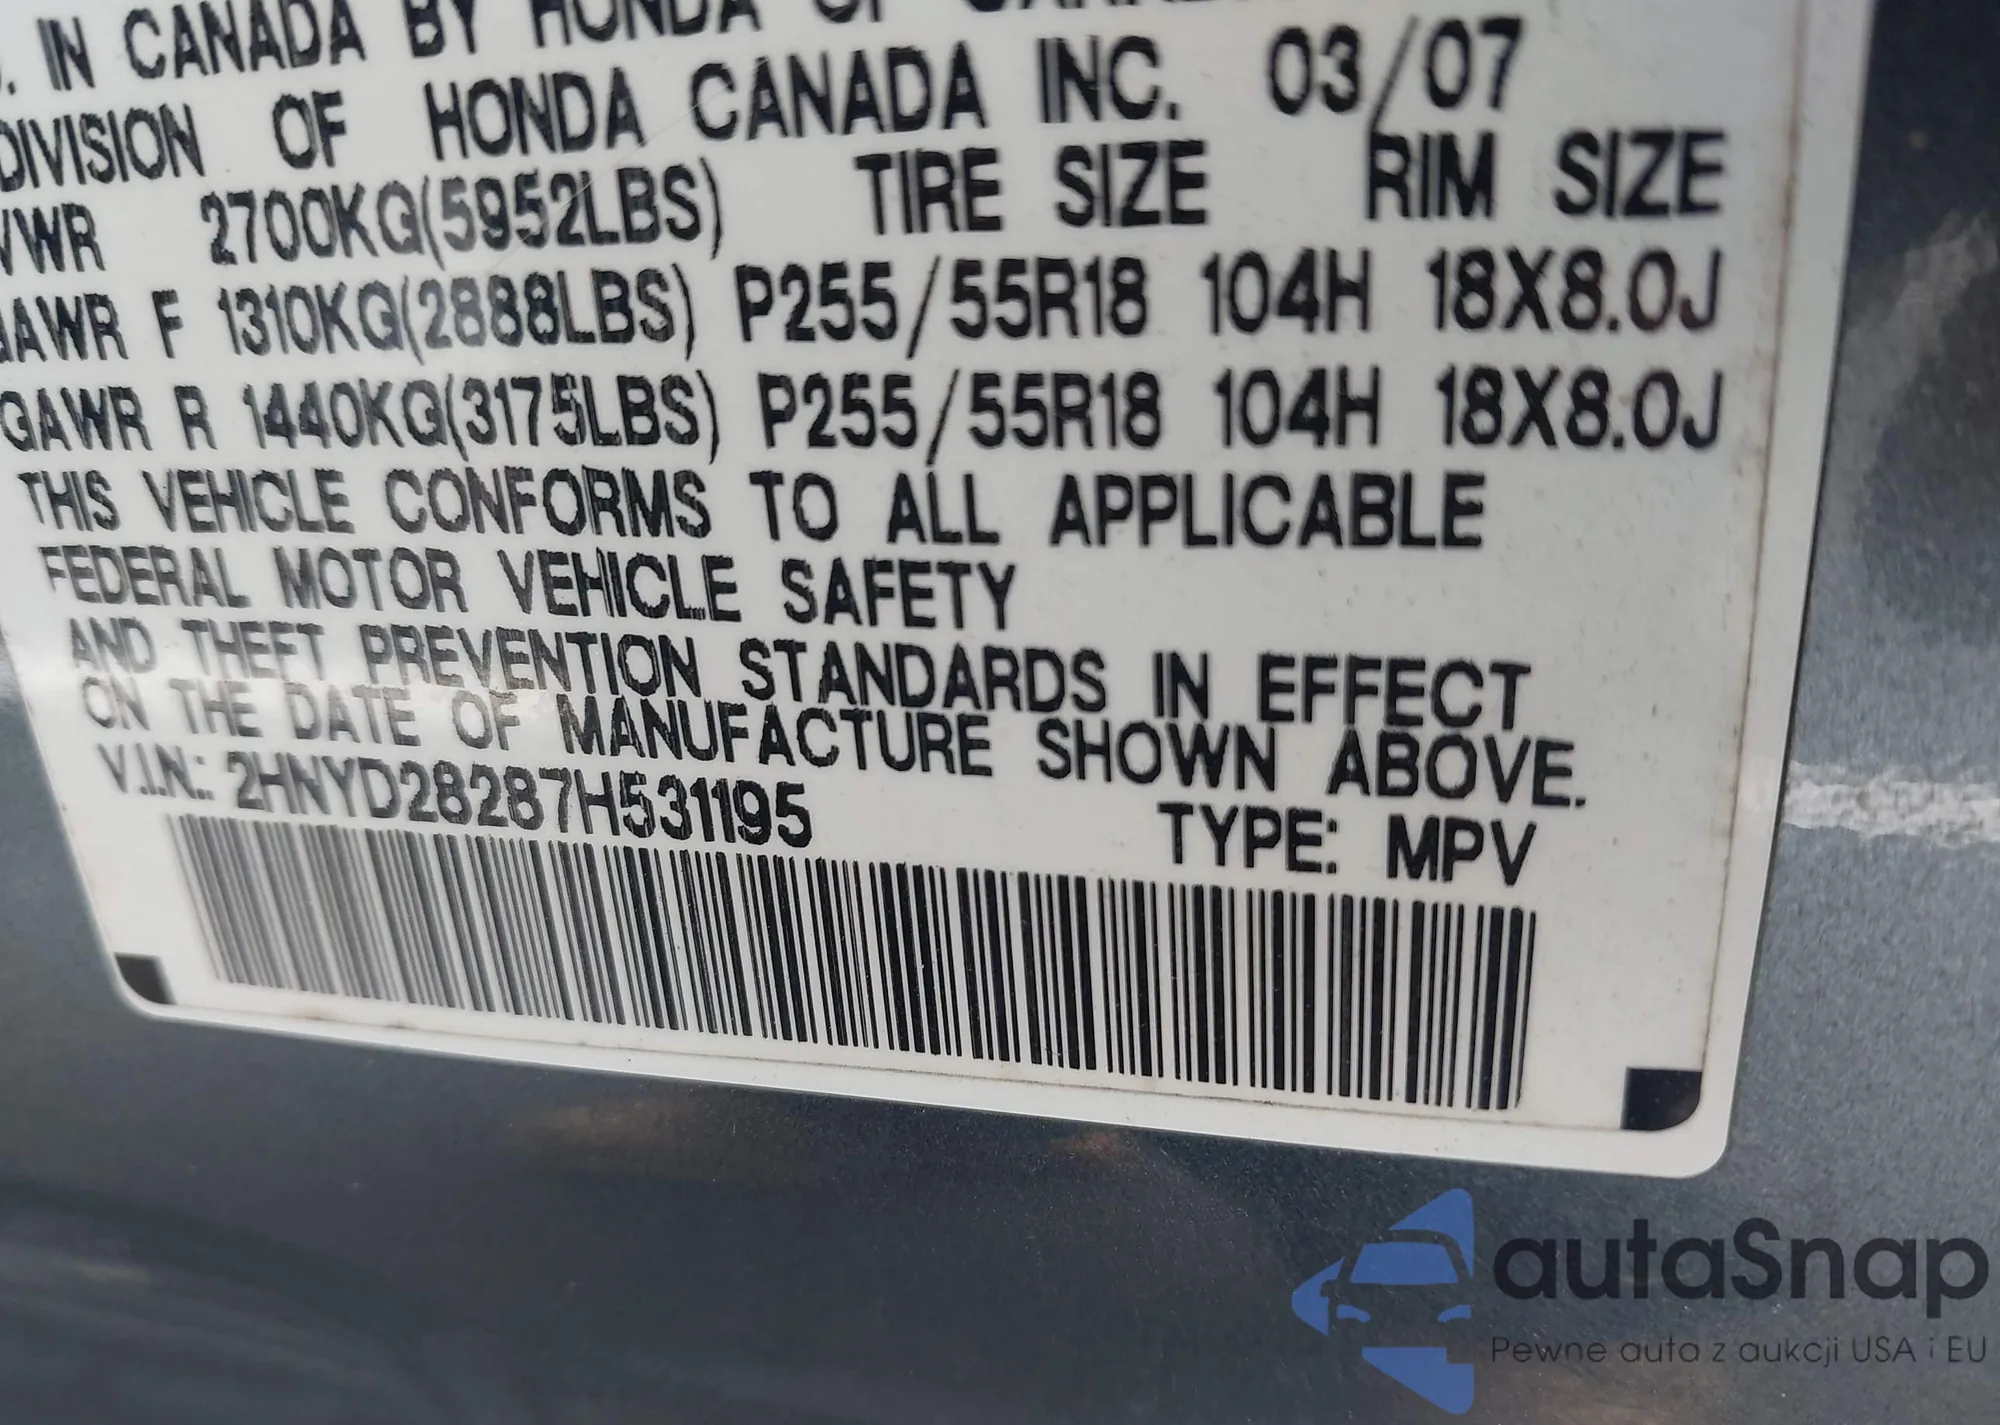 . IN CANADA BY HONDA OF
DIVISION OF HONDA CANADA INC. 03/07
VWR 2700KG(5952LBS) TIRE SIZE RIM SIZE
GAWR F 1310KG(2888LBS) P255/55R18 104H 18X8.0J
GAWR R 1440KG(3175LBS) P255/55R18 104H 18X8.0J
THIS VEHICLE CONFORMS TO ALL APPLICABLE
FEDERAL MOTOR VEHICLE SAFETY
AND THEFT PREVENTION STANDARDS IN EFFECT
ON THE DATE OF MANUFACTURE SHOWN ABOVE.
V.I.N.: 2HNYD28287H531195 TYPE: MPV
autaSnap
Pewne auta z aukcji USA i EU